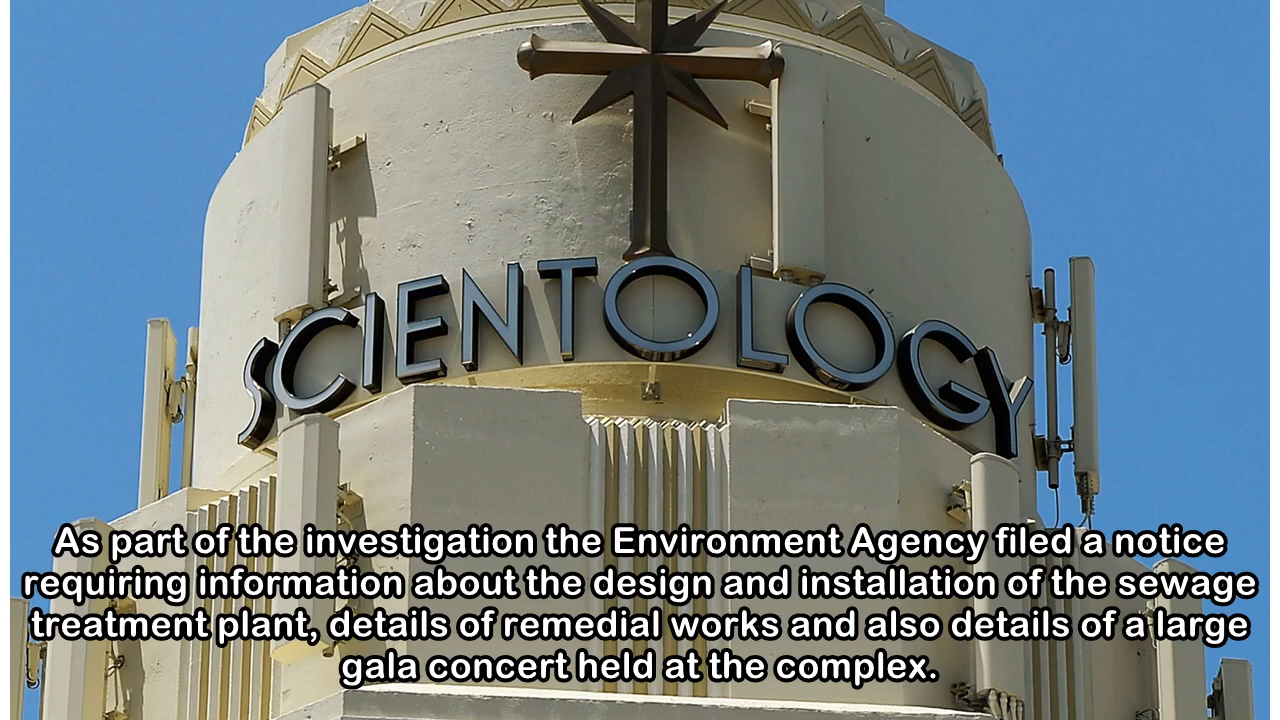 SCIENTOLOGY
As part of the investigation the Environment Agency filed a notice
requiring information about the design and installation of the sewage
treatment plant, details of remedial works and also details of a large
gala concert held at the complex.